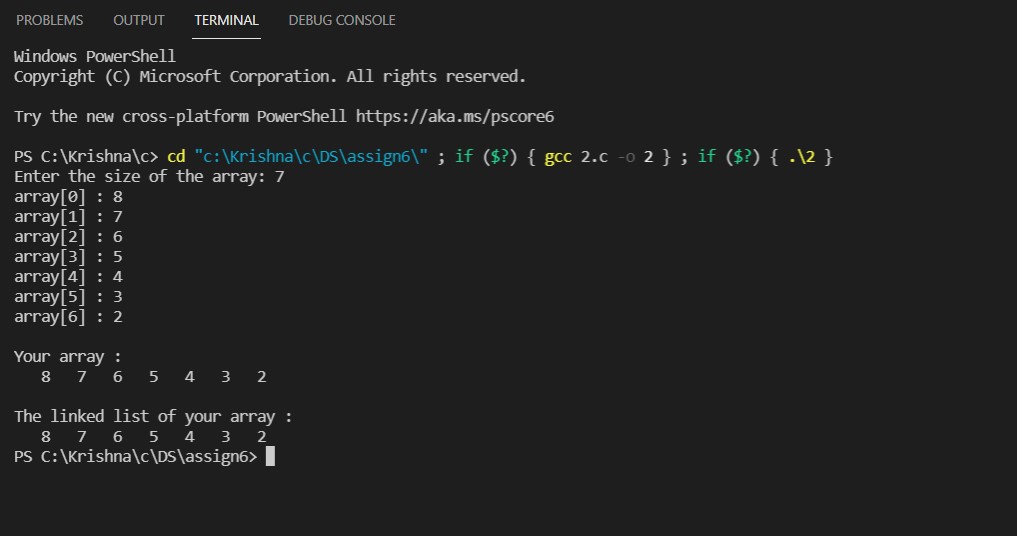 PROBLEMS OUTPUT TERMINAL DEBUG CONSOLE
Windows PowerShell
Copyright (C) Microsoft Corporation. All rights reserved.
Try the new cross-platform PowerShell https://aka.ms/pscore6
PS C:\Krishna\c> cd "c:\Krishna\c\DS\assign6\" ; if ($?) { gcc 2.c -o 2 } ; if ($?) { .\2 }
Enter the size of the array: 7
array[0] : 8
array[1] : 7
array[2] : 6
array[3] : 5
array[4] : 4
array[5] : 3
array[6] : 2
Your array :
8 7 6 5 4 3 2
The linked list of your array :
8 7 6 5 4 3 2
PS C:\Krishna\c\DS\assign6>